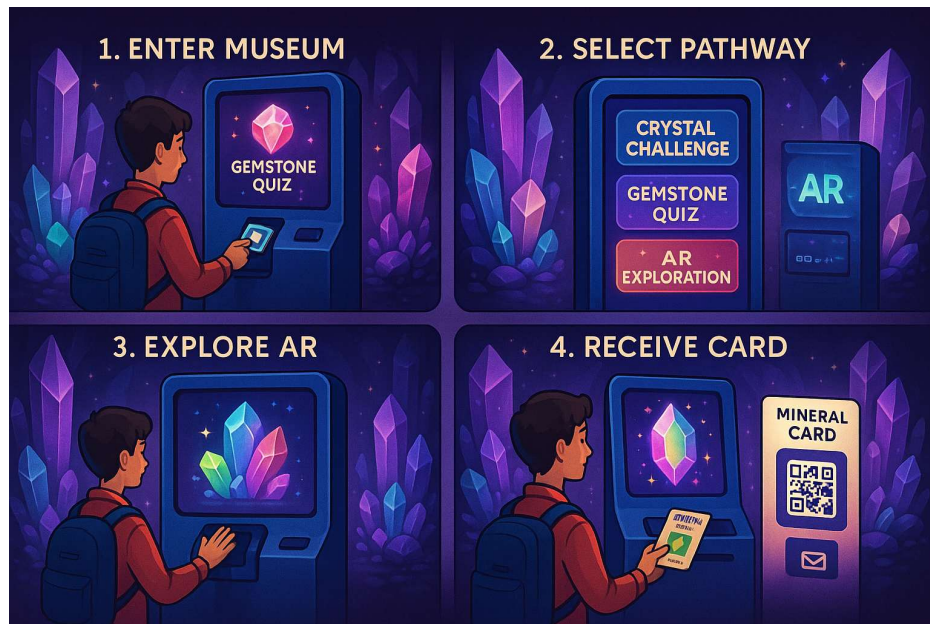 1. ENTER MUSEUM
GEMSTONE
QUIZ
2. SELECT PATHWAY
CRYSTAL
CHALLENGE
GEMSTONE
QUIZ
AR
EXPLORATION
AR
3. EXPLORE AR
4. RECEIVE CARD
MINERAL
CARD